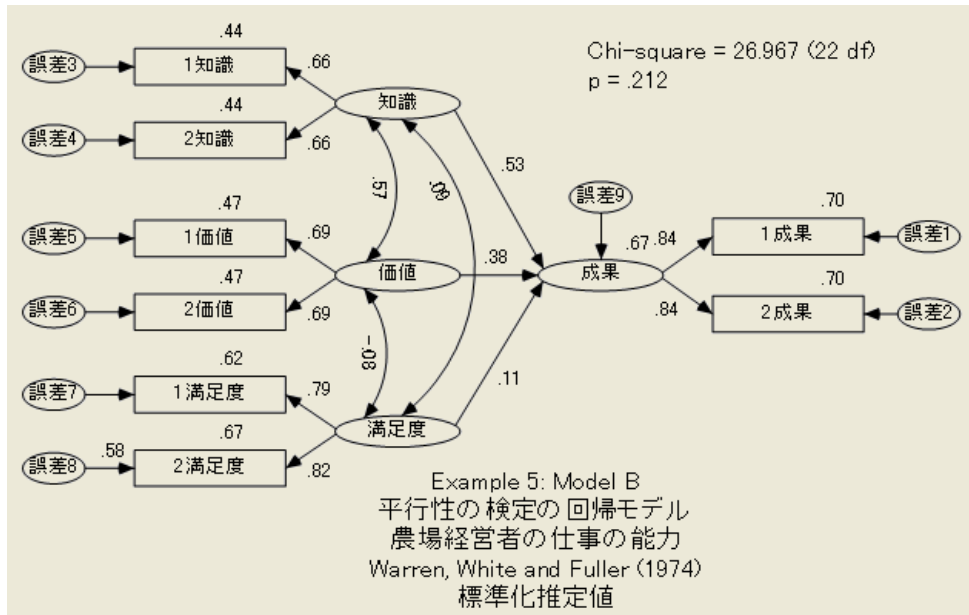 .44
誤差3
1知識
.66
.44
誤差4
2知識
.66
知識
Chi-square = 26.967 (22 df)
p = .212
.57
.09
.53
.47
誤差5
1価値
.69
.47
誤差6
2価値
.69
価値
.38
誤差9
.67
成果
.84
.70
1成果
誤差1
.84
.70
2成果
誤差2
-.08
.11
.62
誤差7
1満足度
.79
.67
誤差8
.58
2満足度
.82
満足度
Example 5: Model B
平行性の検定の回帰モデル
農場経営者の仕事の能力
Warren, White and Fuller (1974)
標準化推定値